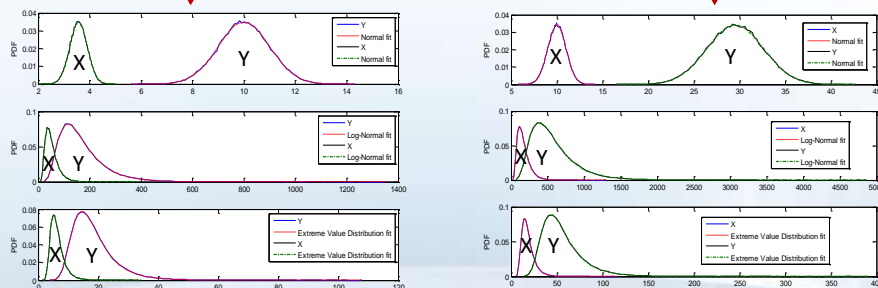 0.04
0.03
0.02
0.01
0
PDF
X
Y
Y
Normal fit
X
Normal fit
2 4 6 8 10 12 14 16
0.1
0.05
0
PDF
X
Y
Y
Log-Normal fit
X
Log-Normal fit
0 200 400 600 800 1000 1200 1400
0.08
0.06
0.04
0.02
0
PDF
X
Y
Y
Extreme Value Distribution fit
X
Extreme Value Distribution fit
0 20 40 60 80 100 120
0.04
0.03
0.02
0.01
0
PDF
X
Y
X
Normal fit
Y
Normal fit
5 10 15 20 25 30 35 40 45
0.1
0.05
0
PDF
X
Y
X
Log-Normal fit
Y
Log-Normal fit
0 500 1000 1500 2000 2500 3000 3500 4000 4500
0.1
0.05
0
PDF
X
Y
X
Extreme Value Distribution fit
Y
Extreme Value Distribution fit
0 50 100 150 200 250 300 350